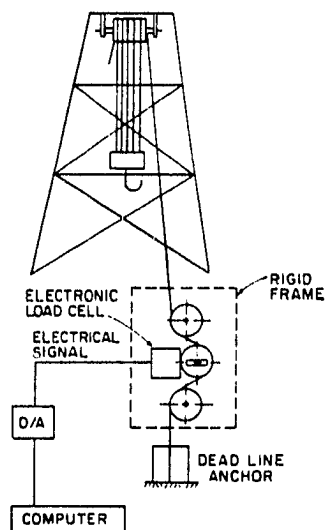 RIGID
FRAME
ELECTRONIC
LOAD CELL
ELECTRICAL
SIGNAL
D/A
DEAD LINE
ANCHOR
COMPUTER